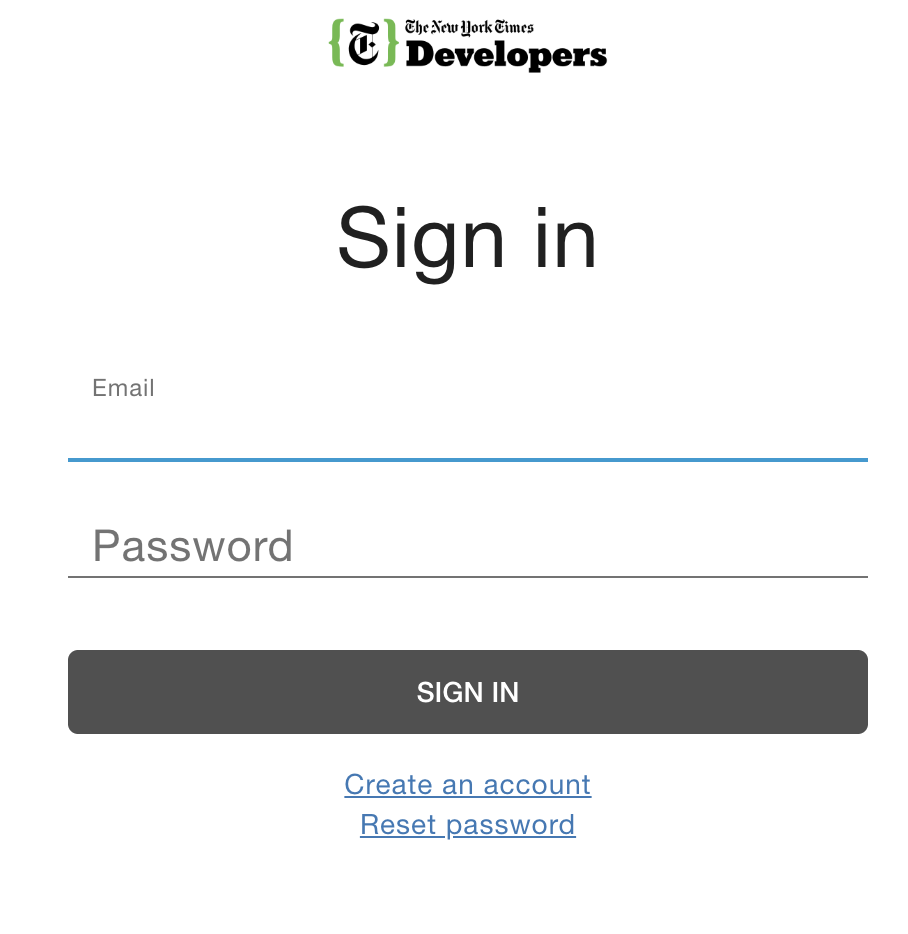 {T} The New York Times
Developers
Sign in
Email
Password
SIGN IN
Create an account
Reset password